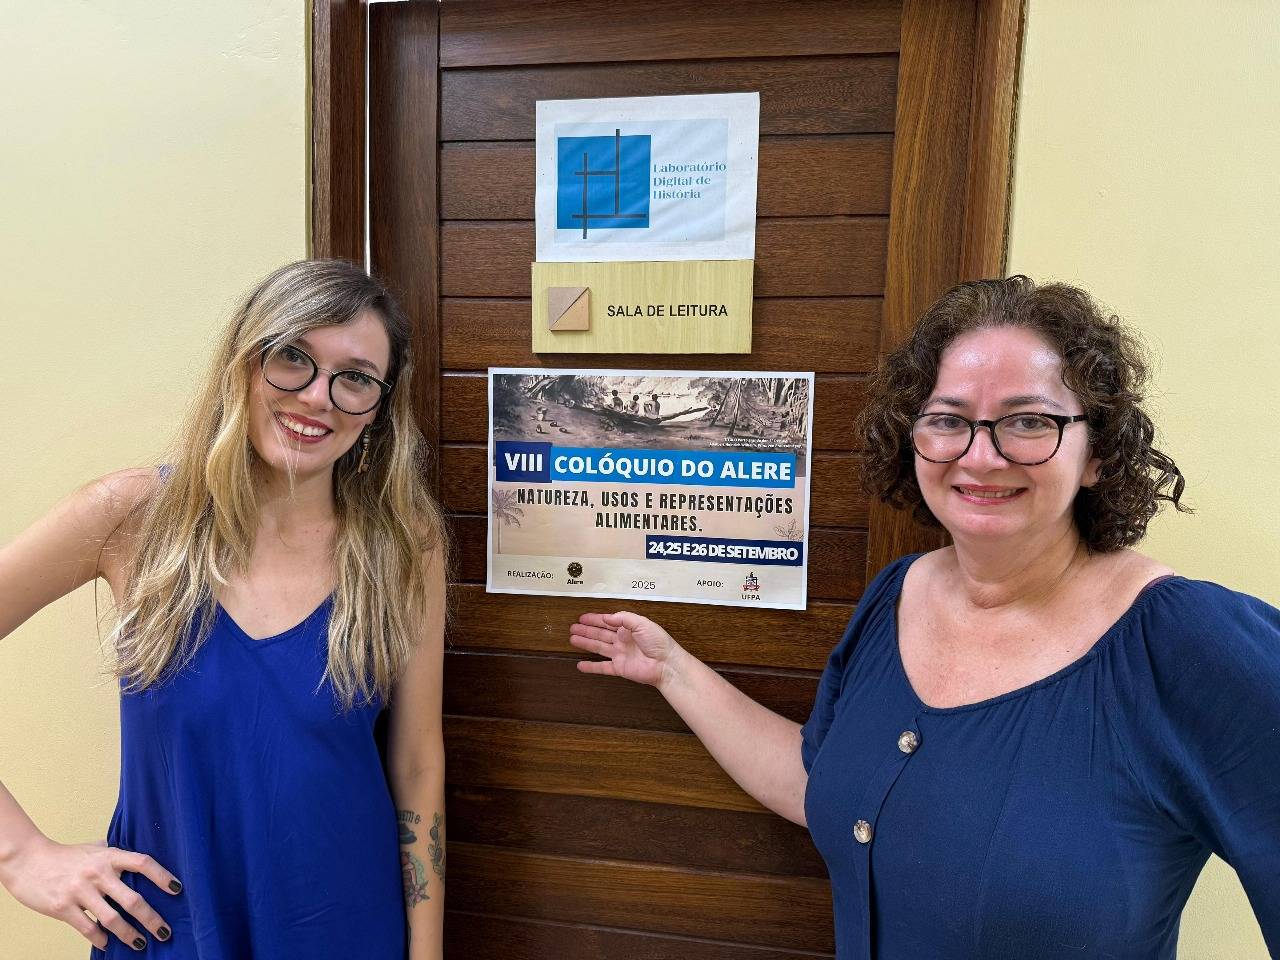 Laboratório
Digital de
História
SALA DE LEITURA
VIII COLÓQUIO DO ALERE
NATUREZA, USOS E REPRESENTAÇÕES
ALIMENTARES.
24,25 E 26 DE SETEMBRO
REALIZAÇÃO: Alere 2025 APOIO: UFPA